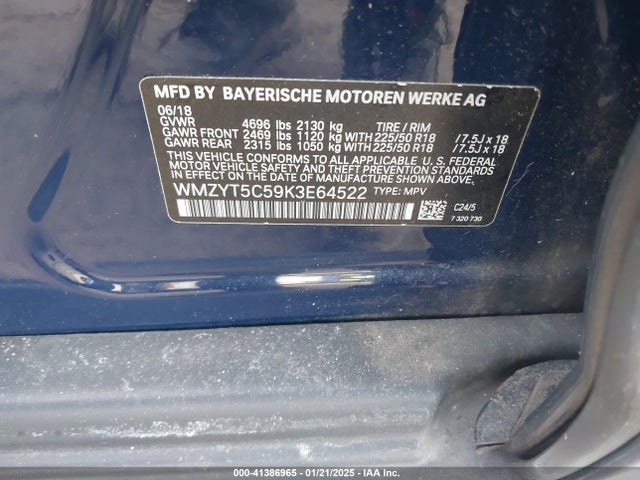 MFD BY BAYERISCHE MOTOREN WERKE AG
06/18
GVWR 4696 lbs 2130 kg TIRE / RIM
GAWR FRONT 2469 lbs 1120 kg WITH 225/50 R18 / 7.5J x 18
GAWR REAR 2315 lbs 1050 kg WITH 225/50 R18 / 7.5J x 18
THIS VEHICLE CONFORMS TO ALL APPLICABLE U. S. FEDERAL
MOTOR VEHICLE SAFETY, BUMPER, AND THEFT PREVENTION
STANDARDS IN EFFECT ON THE DATE OF MANUFACTURE SHOWN ABOVE.
WMZYT5C59K3E64522 TYPE: MPV
C24/5
7 320 730
000-41386965 - 01/21/2025 - IAA Inc.